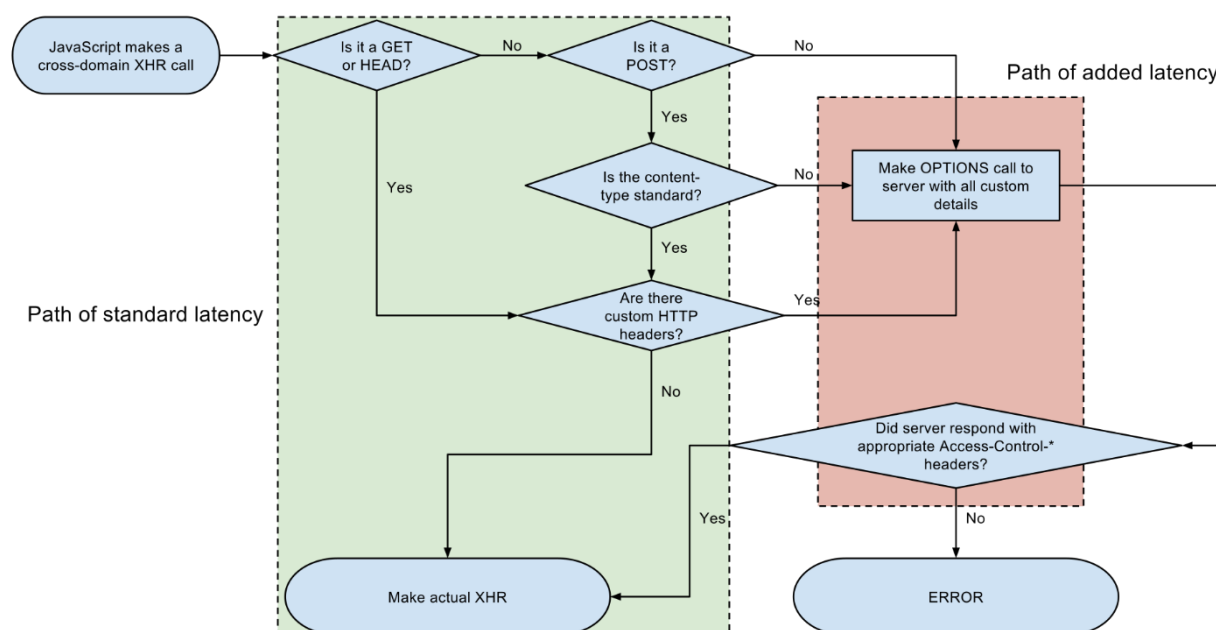 JavaScript makes a
cross-domain XHR call
Is it a GET
or HEAD?
No
Is it a
POST?
No
Path of added latency
Yes
Yes
Is the content-
type standard?
No
Make OPTIONS call to
server with all custom
details
Yes
Path of standard latency
Are there
custom HTTP
headers?
Yes
No
Did server respond with
appropriate Access-Control-*
headers?
Yes
No
Make actual XHR
ERROR